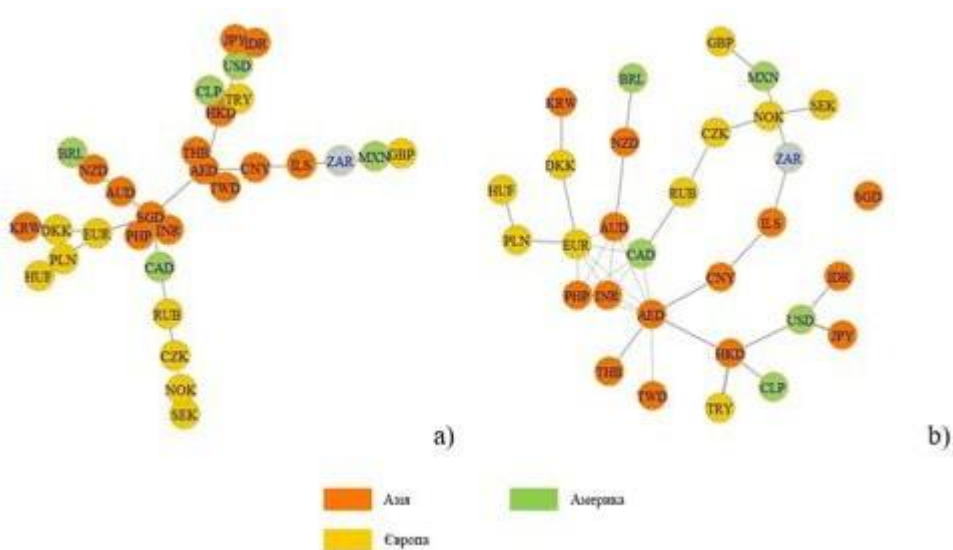 JPY IDR
USD
CLP TRY
HKD
BRL
NZD
THB
AED
CNY
ILS
ZAR
MXN GBP
AUD
TWD
SGD
KRW DKK EUR
PHP INR
PLN
HUF
CAD
RUB
CZK
NOK
SEK
a)
GBP
MXN
BRL
KRW
NOK
SEK
CZK
NZD
DKK
ZAR
HUF
RUB
SGD
AUD
ILS
PLN
EUR
CAD
CNY
IDR
PHP
INR
AED
USD
JPY
HKD
THB
CLP
TWD
TRY
b)
Азія
Америка
Європа